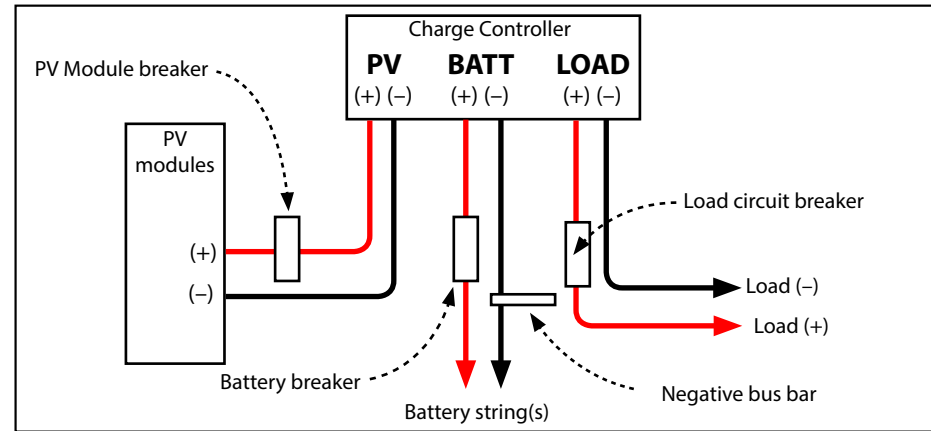 Charge Controller
PV BATT LOAD
(+) (–) (+) (–) (+) (–)
PV Module breaker
PV
modules
(+)
(–)
Load circuit breaker
Load (–)
Load (+)
Battery breaker
Negative bus bar
Battery string(s)